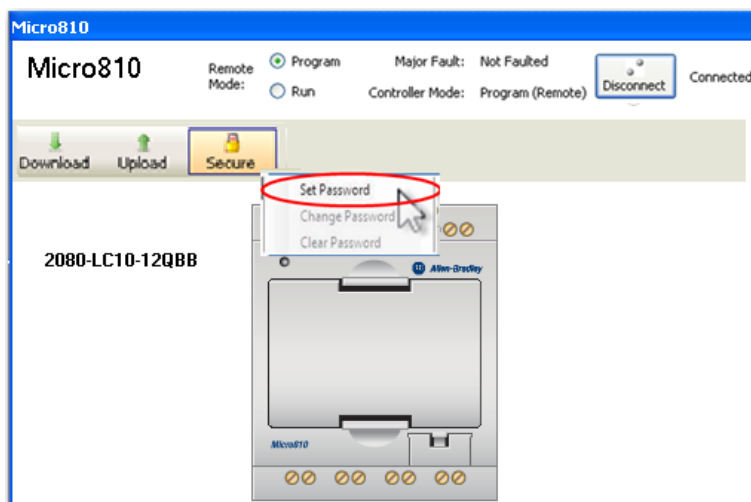 Micro810
Micro810
Remote Mode:
Program
Run
Major Fault: Not Faulted
Controller Mode: Program (Remote)
Disconnect
Connected
Download Upload Secure
Set Password
Change Password
Clear Password
2080-LC10-12QBB
Allen-Bradley
Micro810